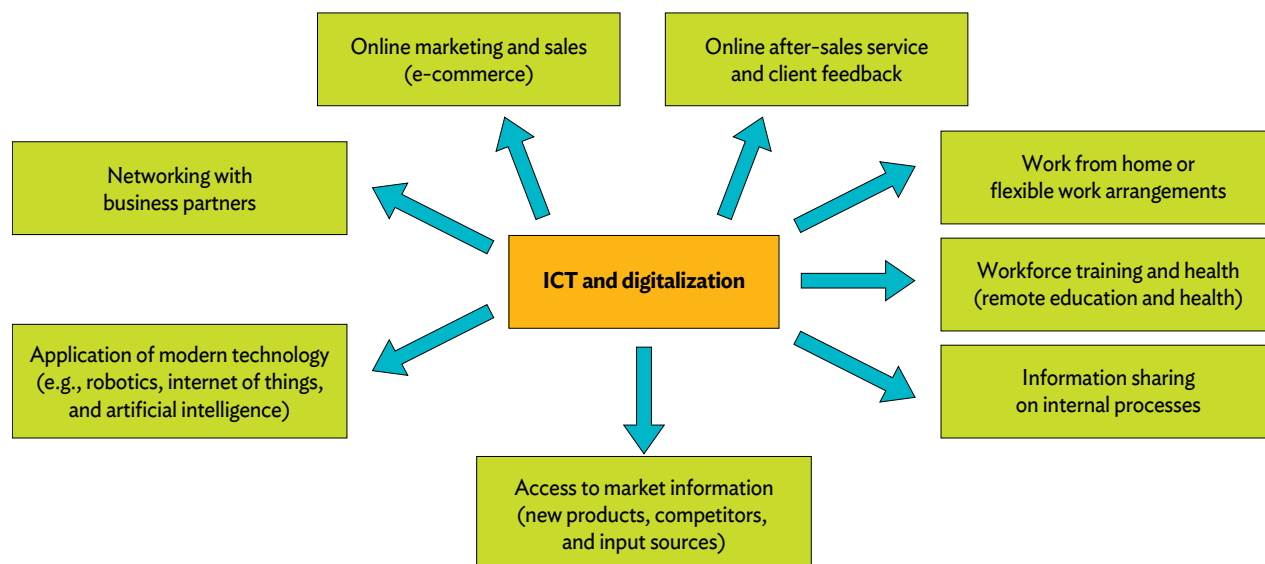 Online marketing and sales
(e-commerce)
Online after-sales service
and client feedback
Networking with
business partners
Work from home or
flexible work arrangements
ICT and digitalization
Workforce training and health
(remote education and health)
Application of modern technology
(e.g., robotics, internet of things,
and artificial intelligence)
Information sharing
on internal processes
Access to market information
(new products, competitors,
and input sources)